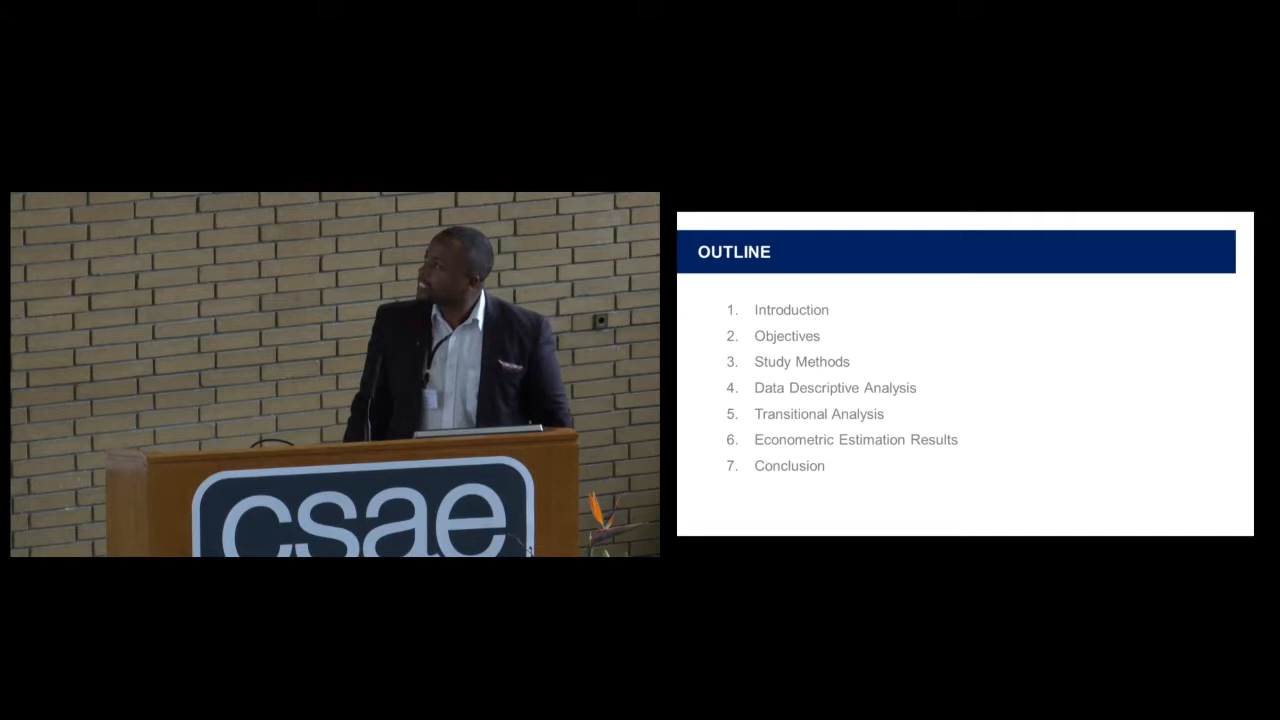 csae
OUTLINE
1. Introduction
2. Objectives
3. Study Methods
4. Data Descriptive Analysis
5. Transitional Analysis
6. Econometric Estimation Results
7. Conclusion